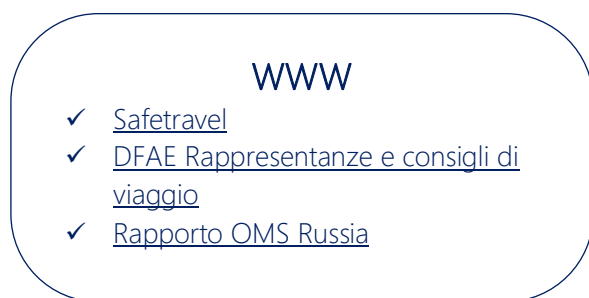 WWW
✓ Safetravel
✓ DFAE Rappresentanze e consigli di
viaggio
✓ Rapporto OMS Russia